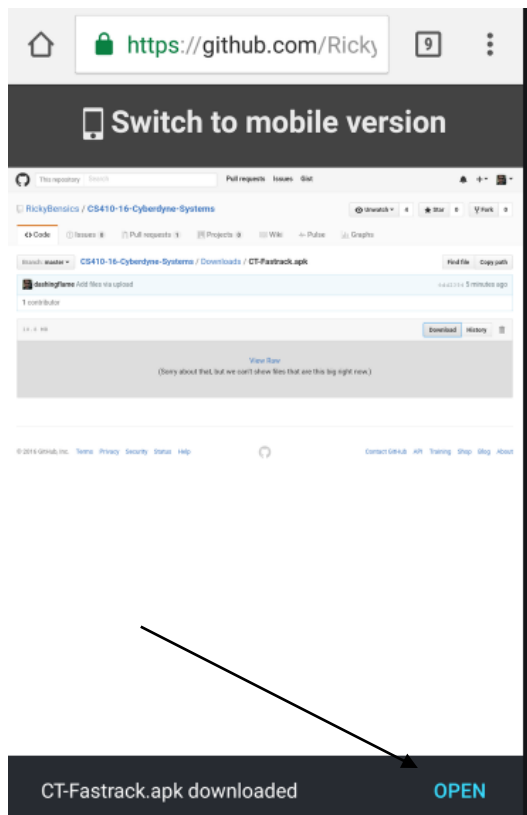 https://github.com/Ricky
9
Switch to mobile version
This repository Search Pull requests Issues Gist
RickyBensics / CS410-16-Cyberdyne-Systems Unwatch 4 Star 0 Fork 0
Code Issues 8 Pull requests 1 Projects 0 Wiki Pulse Graphs
Branch: master CS410-16-Cyberdyne-Systems / Downloads / CT-Fastrack.apk Find file Copy path
dashingflame Add files via upload 5 minutes ago
1 contributor
Download History
View Raw
(Sorry about that, but we can't show files that are this big right now.)
© 2016 GitHub, Inc. Terms Privacy Security Status Help Contact GitHub API Training Shop Blog About
CT-Fastrack.apk downloaded OPEN